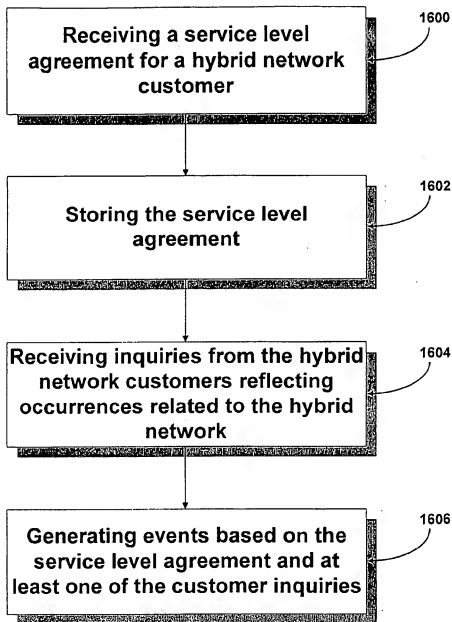 Receiving a service level
agreement for a hybrid network
customer
1600
Storing the service level
agreement
1602
Receiving inquiries from the hybrid
network customers reflecting
occurrences related to the hybrid
network
1604
Generating events based on the
service level agreement and at
least one of the customer inquiries
1606